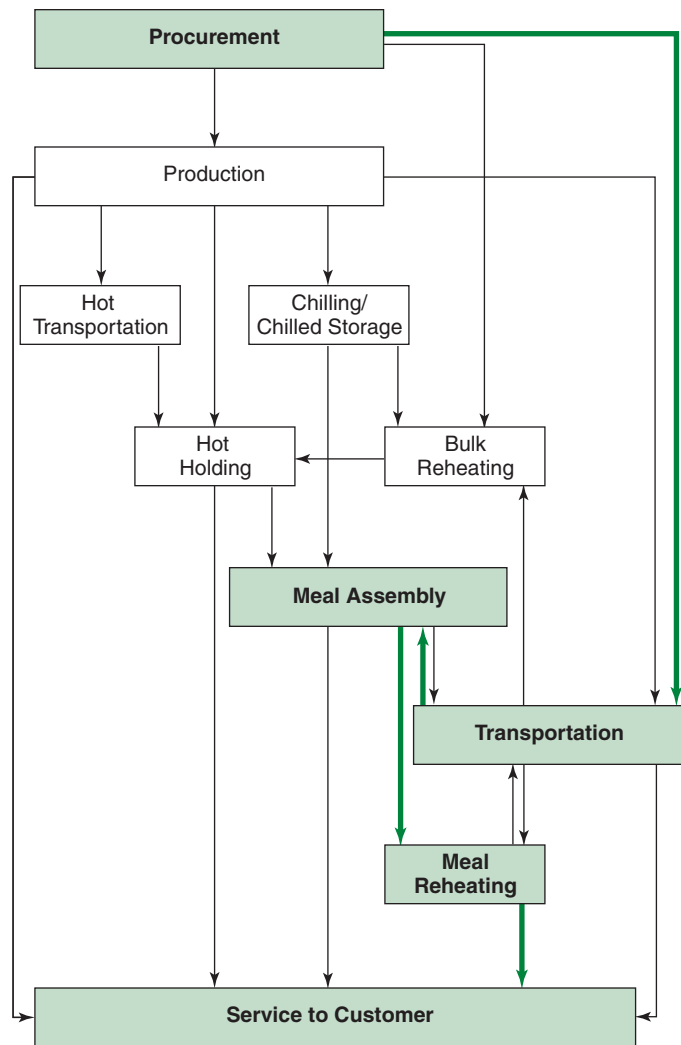 Procurement
Production
Hot
Transportation
Chilling/
Chilled Storage
Hot
Holding
Bulk
Reheating
Meal Assembly
Transportation
Meal
Reheating
Service to Customer